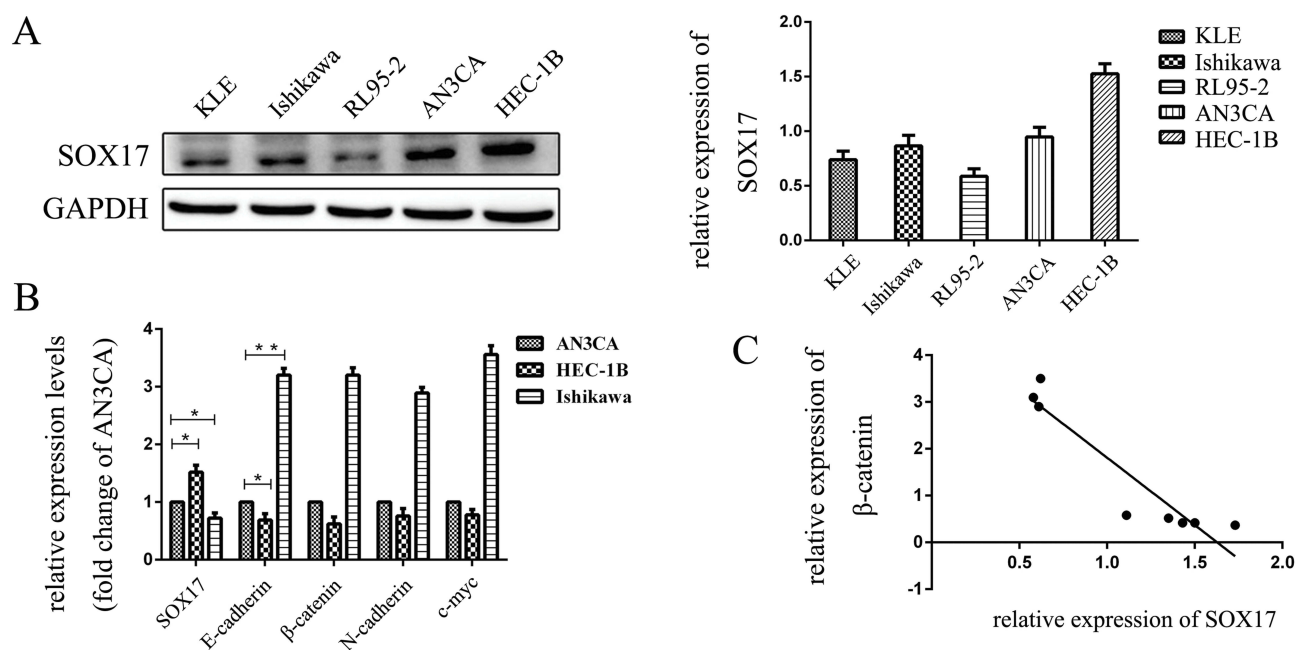 A
KLE
Ishikawa
RL95-2
AN3CA
HEC-1B
SOX17
GAPDH
relative expression of
SOX17
2.0
1.5
1.0
0.5
0.0
KLE
Ishikawa
RL95-2
AN3CA
HEC-1B
KLE
Ishikawa
RL95-2
AN3CA
HEC-1B
B
relative expression levels
(fold change of AN3CA)
4
3
2
1
0
*
*
* *
*
SOX17
E-cadherin
β-catenin
N-cadherin
c-myc
AN3CA
HEC-1B
Ishikawa
C
relative expression of
β-catenin
4
3
2
1
0
-1
0.5
1.0
1.5
2.0
relative expression of SOX17